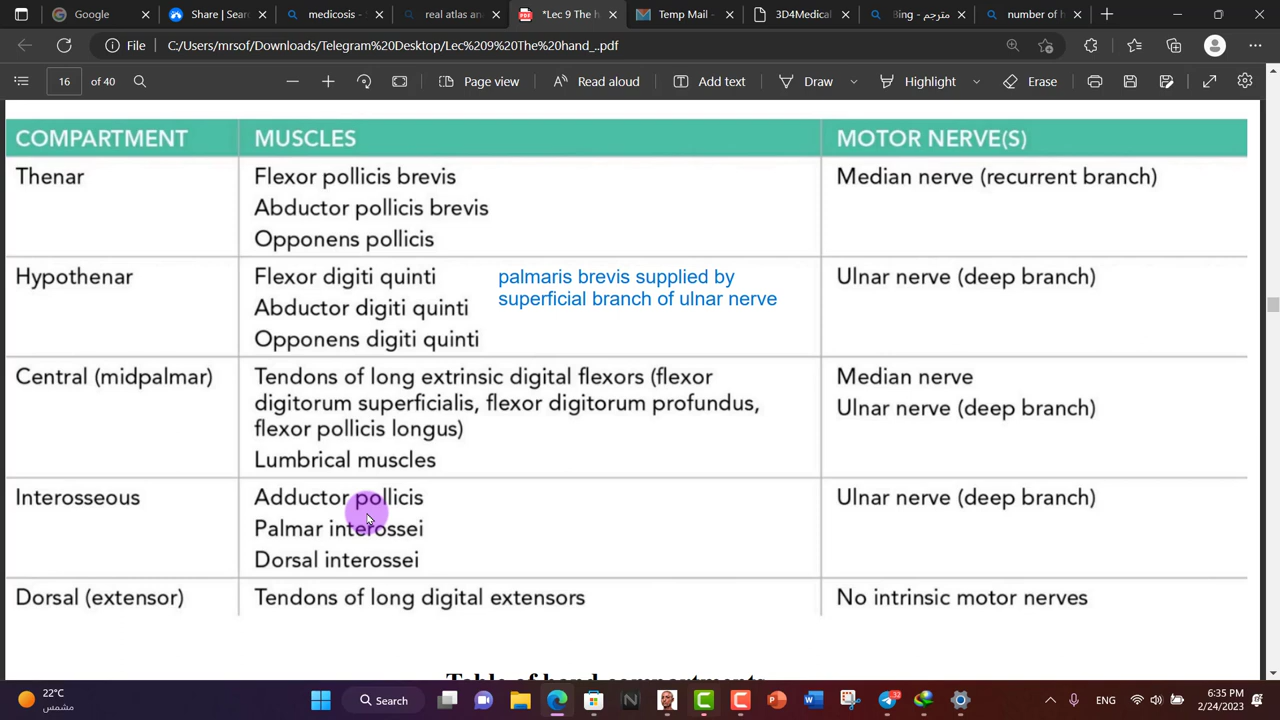 Google
Share | Sear
medicosis - S
real atlas and
*Lec 9 The h
Temp Mail -
3D4Medical
Bing - مترجم
number of h
File
C:/Users/mrsof/Downloads/Telegram%20Desktop/Lec%209%20The%20hand_..pdf
16 of 40
Page view
Read aloud
Add text
Draw
Highlight
Erase
COMPARTMENT MUSCLES MOTOR NERVE(S)
Thenar Flexor pollicis brevis Median nerve (recurrent branch)
Abductor pollicis brevis
Opponens pollicis
Hypothenar Flexor digiti quinti palmaris brevis supplied by Ulnar nerve (deep branch)
Abductor digiti quinti superficial branch of ulnar nerve
Opponens digiti quinti
Central (midpalmar) Tendons of long extrinsic digital flexors (flexor Median nerve
digitorum superficialis, flexor digitorum profundus, Ulnar nerve (deep branch)
flexor pollicis longus)
Lumbrical muscles
Interosseous Adductor pollicis Ulnar nerve (deep branch)
Palmar interossei
Dorsal interossei
Dorsal (extensor) Tendons of long digital extensors No intrinsic motor nerves
Table of hand compartments
22°C
مشمس
Search
32
ENG
6:35 PM
2/24/2023